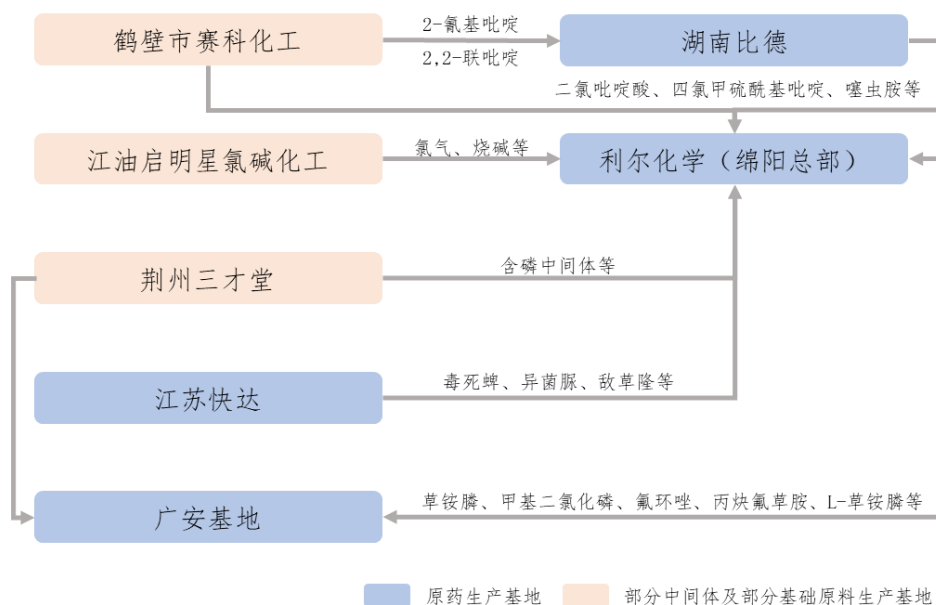 鹤壁市赛科化工
2-氰基吡啶
2,2-联吡啶
湖南比德
二氯吡啶酸、四氯甲硫酰基吡啶、噻虫胺等
江油启明星氯碱化工
氯气、烧碱等
利尔化学（绵阳总部）
荆州三才堂
含磷中间体等
江苏快达
毒死蜱、异菌脲、敌草隆等
广安基地
草铵膦、甲基二氯化磷、氟环唑、丙炔氟草胺、L-草铵膦等
原药生产基地
部分中间体及部分基础原料生产基地